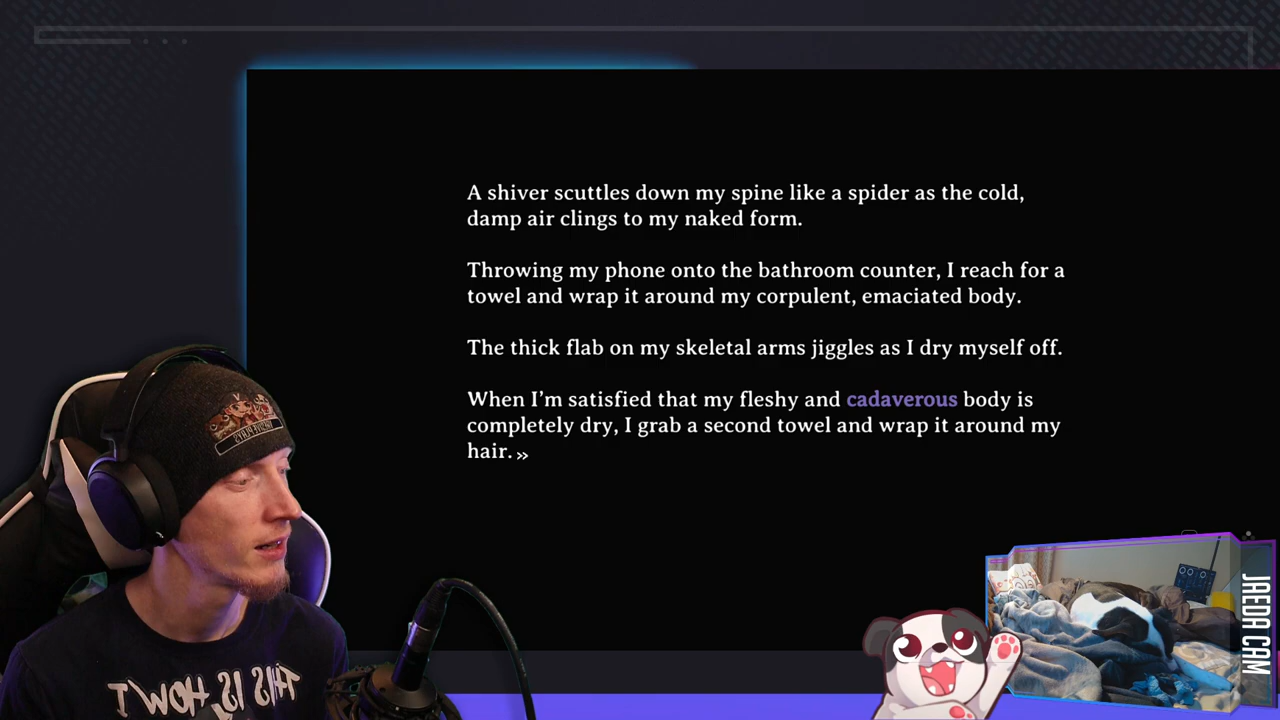 A shiver scuttles down my spine like a spider as the cold,
damp air clings to my naked form.
Throwing my phone onto the bathroom counter, I reach for a
towel and wrap it around my corpulent, emaciated body.
The thick flab on my skeletal arms jiggles as I dry myself off.
When I’m satisfied that my fleshy and cadaverous body is
completely dry, I grab a second towel and wrap it around my
hair. »
THIS IS HOW I
JAEDA CAM